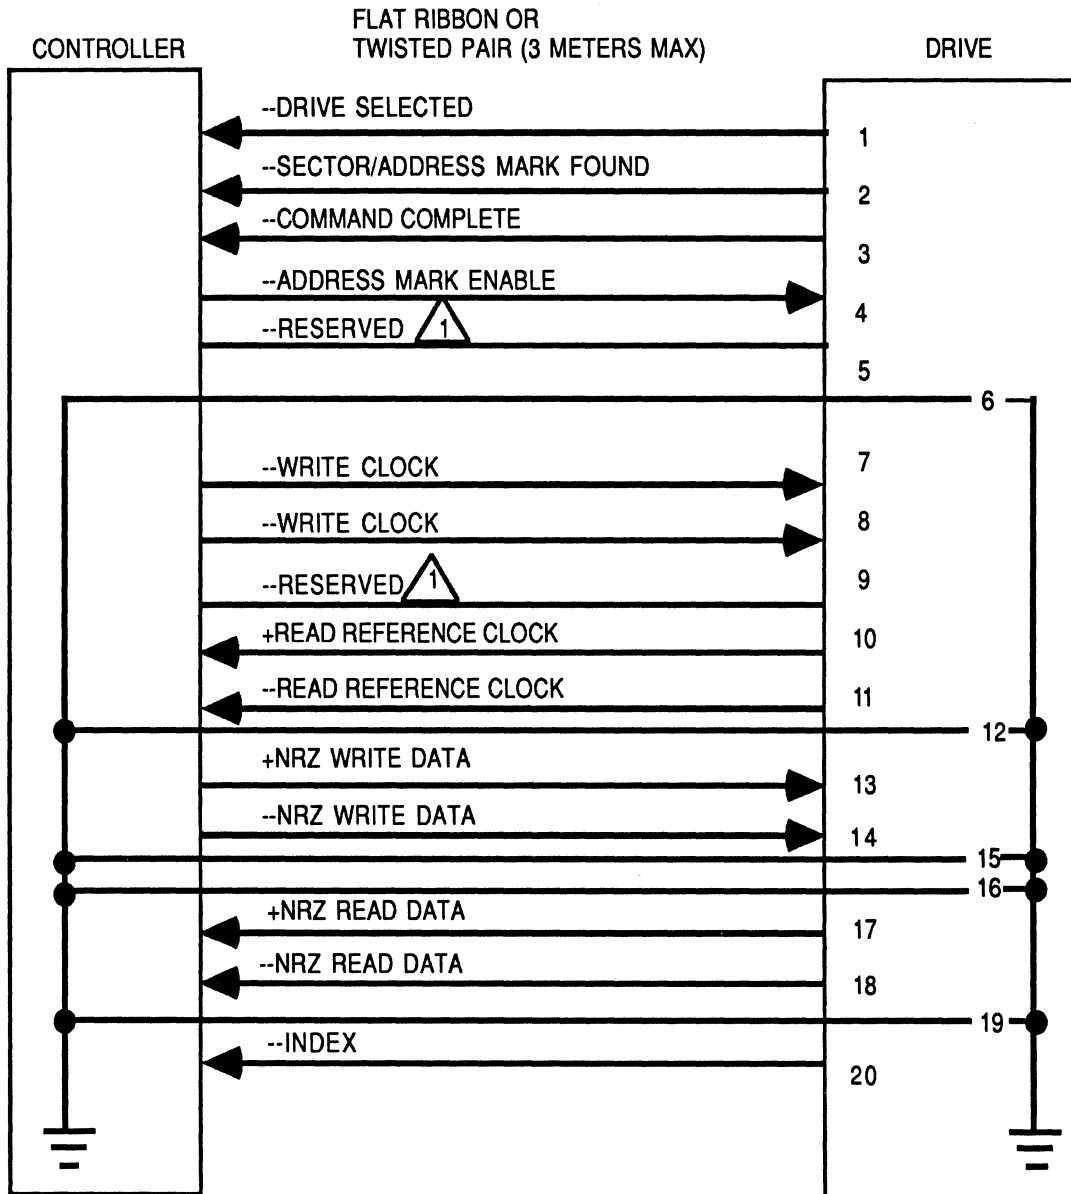 FLAT RIBBON OR
CONTROLLER TWISTED PAIR (3 METERS MAX) DRIVE
--DRIVE SELECTED 1
--SECTOR/ADDRESS MARK FOUND 2
--COMMAND COMPLETE 3
--ADDRESS MARK ENABLE 4
--RESERVED 1 5
6
--WRITE CLOCK 7
--WRITE CLOCK 8
--RESERVED 1 9
+READ REFERENCE CLOCK 10
--READ REFERENCE CLOCK 11
12
+NRZ WRITE DATA 13
--NRZ WRITE DATA 14
15
16
+NRZ READ DATA 17
--NRZ READ DATA 18
19
--INDEX 20